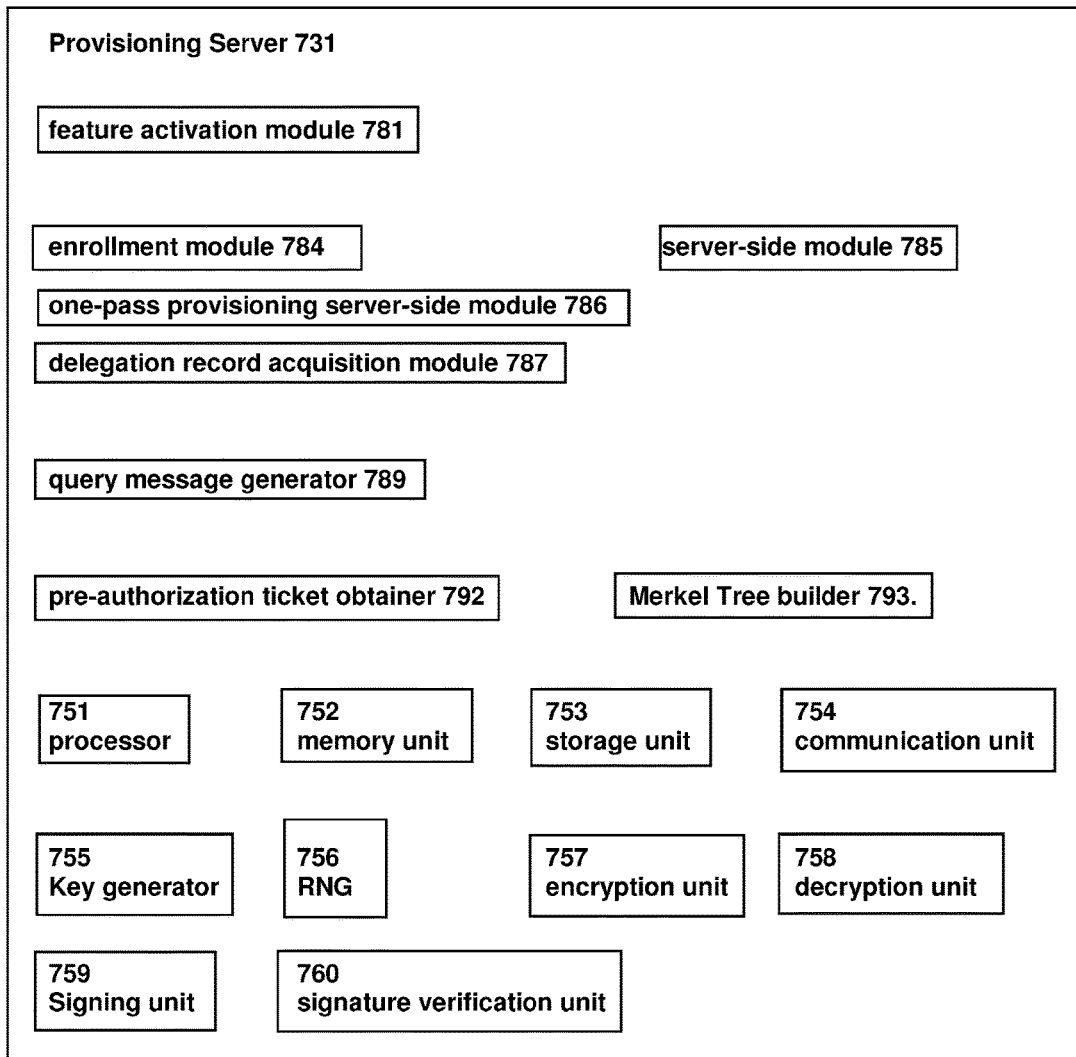 Provisioning Server 731
feature activation module 781
enrollment module 784
server-side module 785
one-pass provisioning server-side module 786
delegation record acquisition module 787
query message generator 789
pre-authorization ticket obtainer 792
Merkel Tree builder 793.
751
processor
752
memory unit
753
storage unit
754
communication unit
755
Key generator
756
RNG
757
encryption unit
758
decryption unit
759
Signing unit
760
signature verification unit